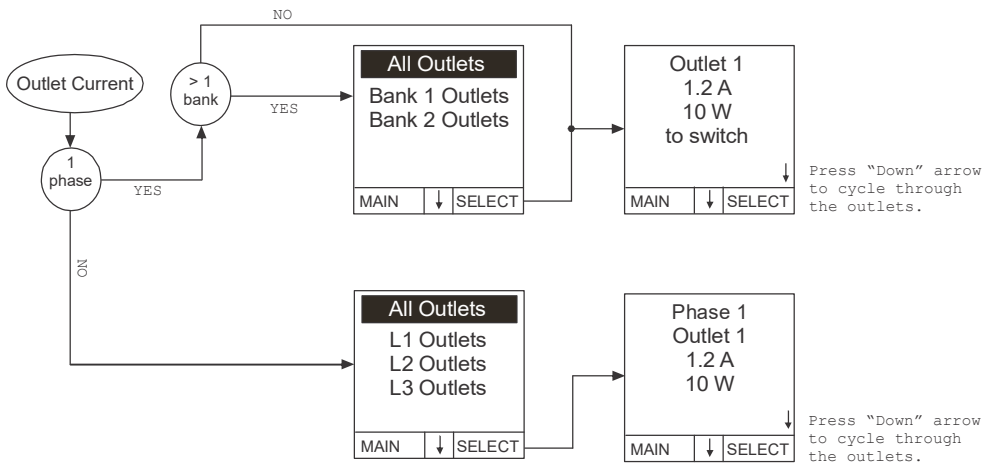 NO
Outlet Current
> 1
bank
YES
1
phase
YES
NO
All Outlets
Bank 1 Outlets
Bank 2 Outlets
MAIN ↓ SELECT
Outlet 1
1.2 A
10 W
to switch
↓
MAIN ↓ SELECT
Press “Down” arrow
to cycle through
the outlets.
All Outlets
L1 Outlets
L2 Outlets
L3 Outlets
MAIN ↓ SELECT
Phase 1
Outlet 1
1.2 A
10 W
↓
MAIN ↓ SELECT
Press “Down” arrow
to cycle through
the outlets.